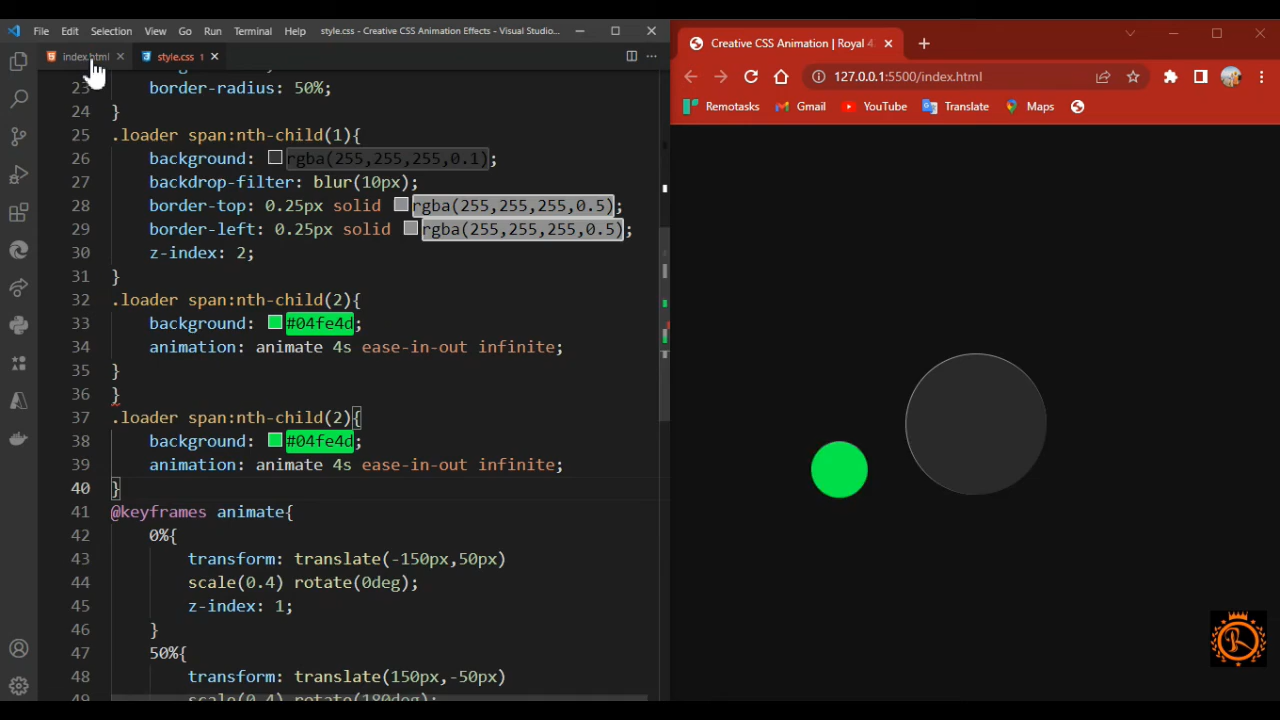 File Edit Selection View Go Run Terminal style.css - Creative CSS Animation Effects - Visual Studio...
index.html style.css 1
23 border-radius: 50%;
24 }
25 .loader span:nth-child(1){
26 background: rgba(255,255,255,0.1);
27 backdrop-filter: blur(10px);
28 border-top: 0.25px solid rgba(255,255,255,0.5);
29 border-left: 0.25px solid rgba(255,255,255,0.5);
30 z-index: 2;
31 }
32 .loader span:nth-child(2){
33 background: #04fe4d;
34 animation: animate 4s ease-in-out infinite;
35 }
36 }
37 .loader span:nth-child(2){
38 background: #04fe4d;
39 animation: animate 4s ease-in-out infinite;
40 }
41 @keyframes animate{
42 0%{
43 transform: translate(-150px,50px)
44 scale(0.4) rotate(0deg);
45 z-index: 1;
46 }
47 50%{
48 transform: translate(150px,-50px)
49 scale(0.4) rotate(180deg);
Creative CSS Animation | Royal 4
127.0.0.1:5500/index.html
Remotasks Gmail YouTube Translate Maps
R